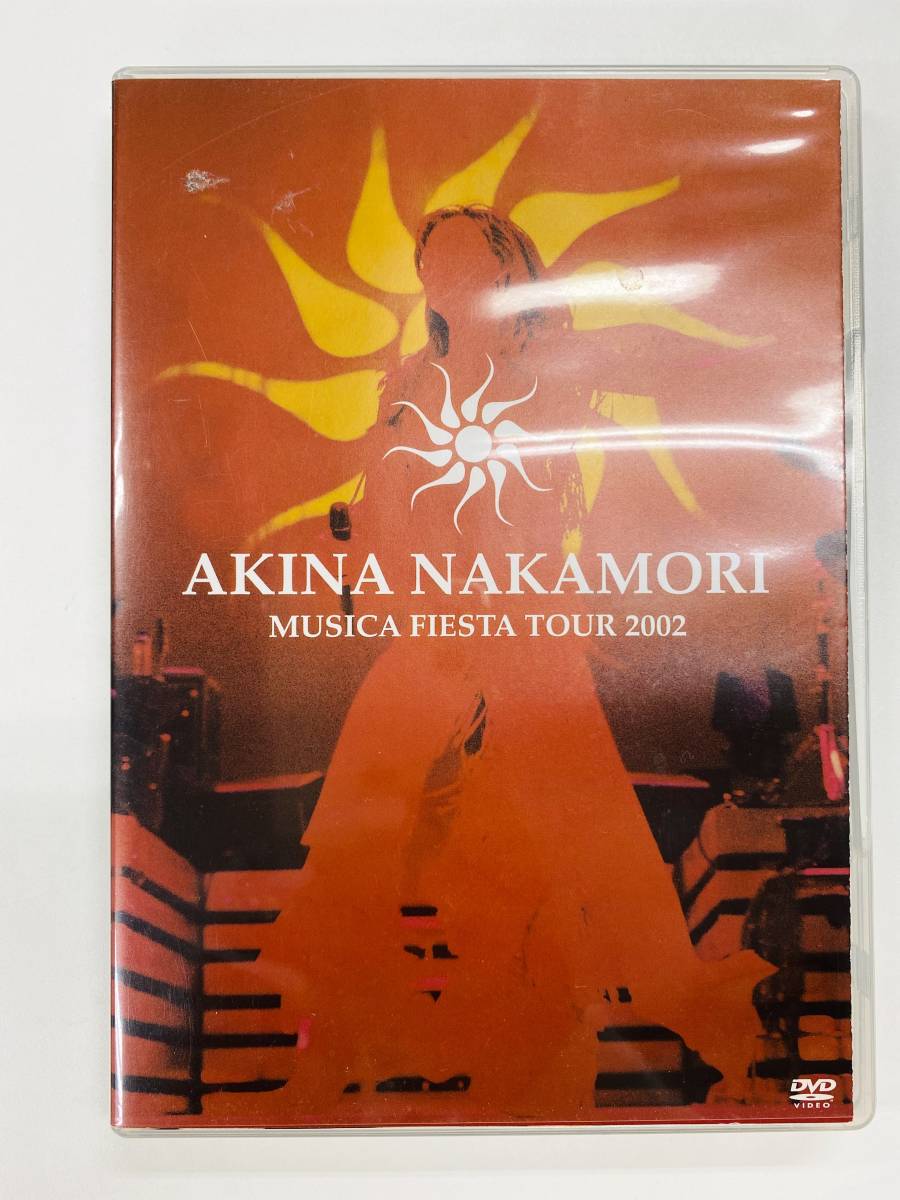 AKINA NAKAMORI
MUSICA FIESTA TOUR 2002
DVD
VIDEO